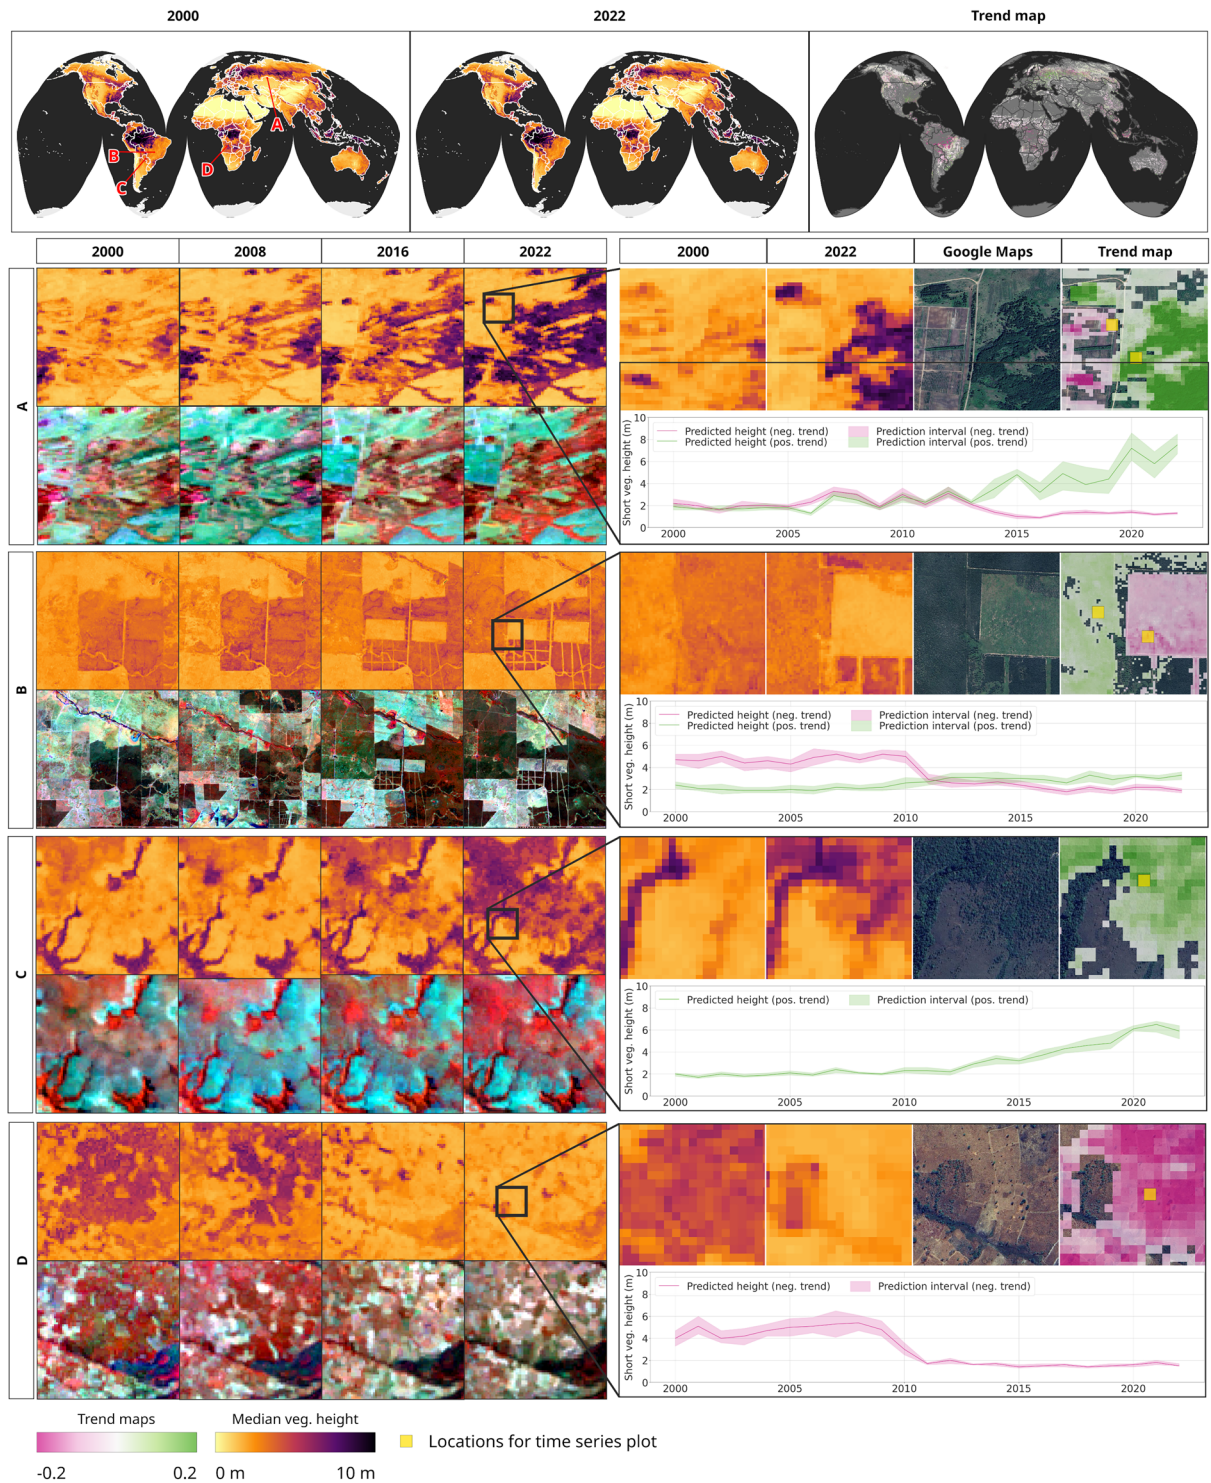 2000 2022 Trend map
A
B
D
C
2000 2008 2016 2022 2000 2022 Google Maps Trend map
A
Short veg. height (m)
10
8
6
4
2
0
Predicted height (neg. trend) Prediction interval (neg. trend)
Predicted height (pos. trend) Prediction interval (pos. trend)
2000 2005 2010 2015 2020
B
Short veg. height (m)
10
8
6
4
2
0
Predicted height (neg. trend) Prediction interval (neg. trend)
Predicted height (pos. trend) Prediction interval (pos. trend)
2000 2005 2010 2015 2020
C
Short veg. height (m)
10
8
6
4
2
0
Predicted height (pos. trend) Prediction interval (pos. trend)
2000 2005 2010 2015 2020
D
Short veg. height (m)
10
8
6
4
2
0
Predicted height (neg. trend) Prediction interval (neg. trend)
2000 2005 2010 2015 2020
Trend maps Median veg. height
Locations for time series plot
-0.2 0.2 0 m 10 m